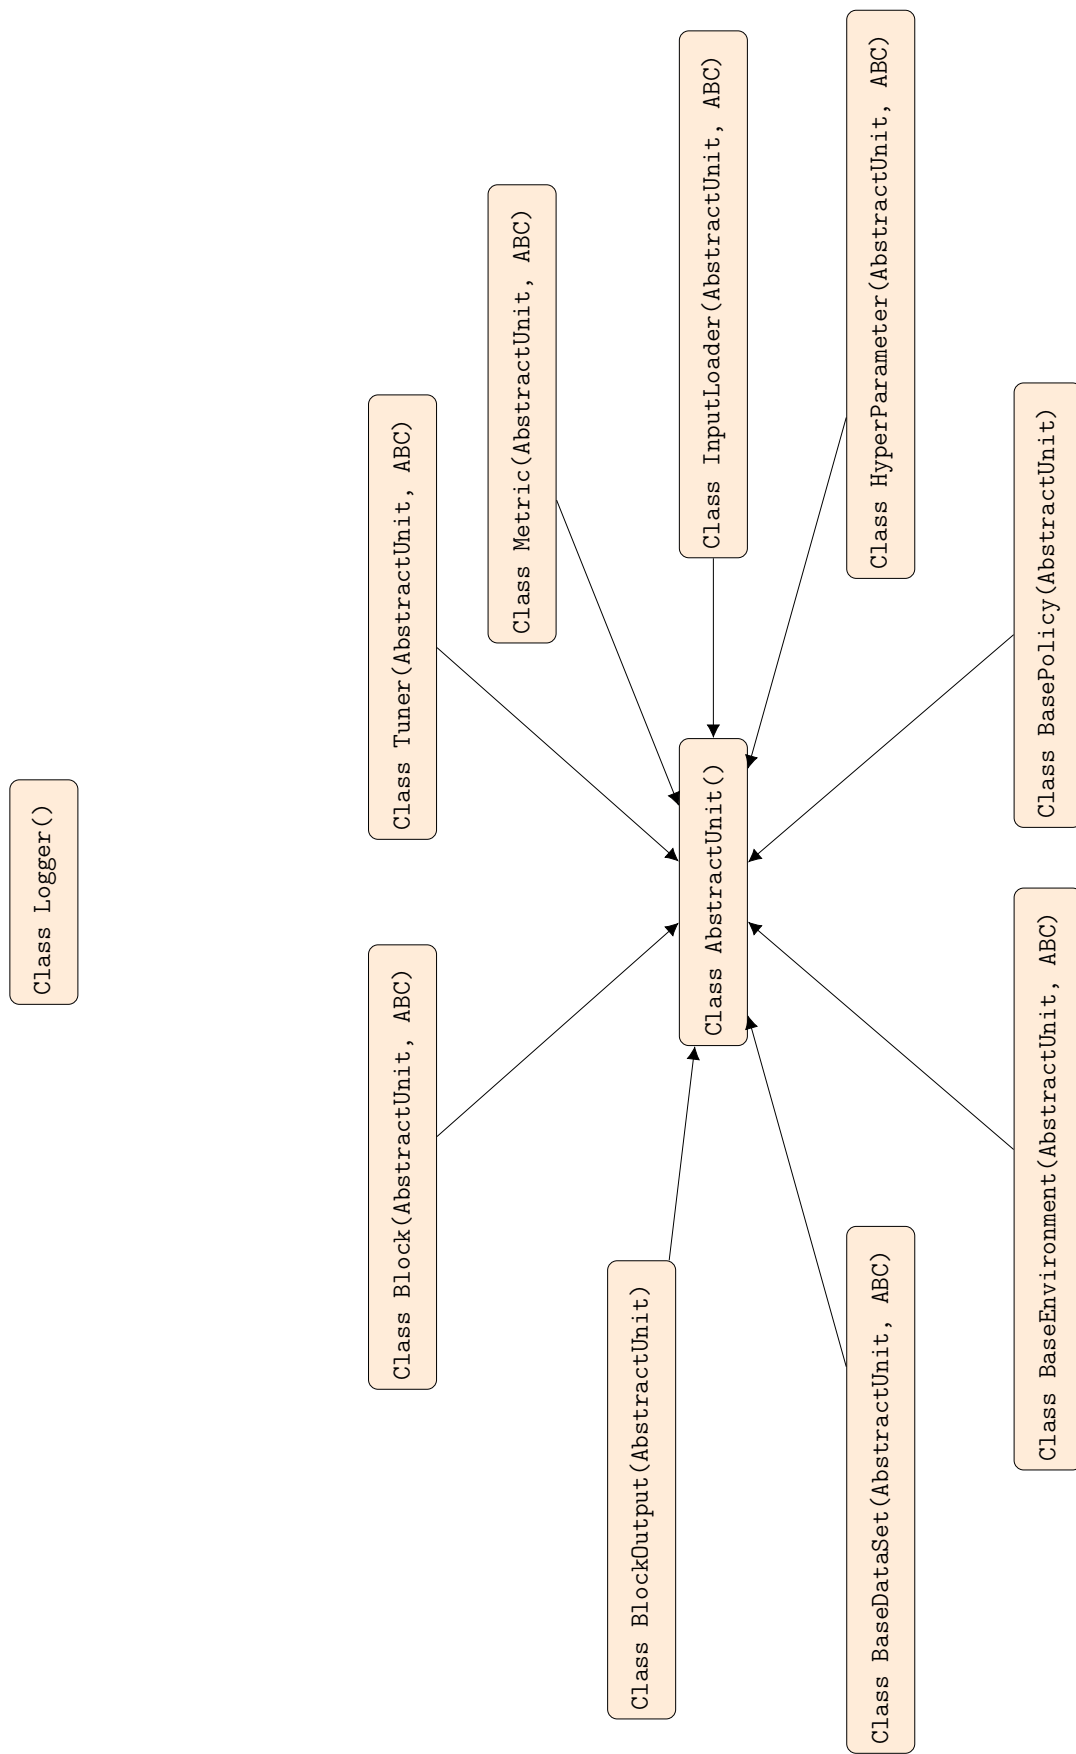 Class Logger()
Class Tuner(AbstractUnit, ABC)
Class Block(AbstractUnit, ABC)
Class Metric(AbstractUnit, ABC)
Class BlockOutput(AbstractUnit)
Class InputLoader(AbstractUnit, ABC)
Class AbstractUnit()
Class HyperParameter(AbstractUnit, ABC)
Class BaseDataSet(AbstractUnit, ABC)
Class BasePolicy(AbstractUnit)
Class BaseEnvironment(AbstractUnit, ABC)